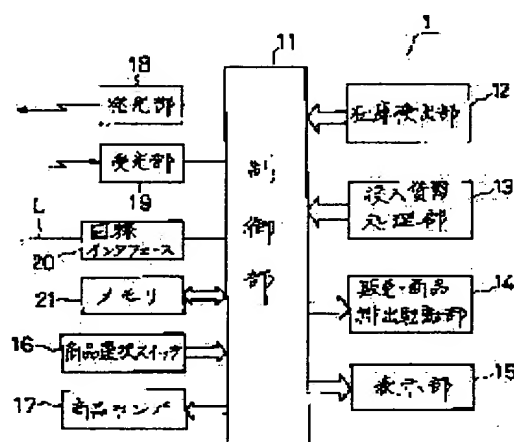 11
1
18
発光部
12
在庫検出部
受光部
19
制御部
投入貨幣
処理部
13
L
回線
インタフェース
20
21
メモリ
販売・商品
排出駆動部
14
16
商品選択スイッチ
17
商品ランプ
表示部
15